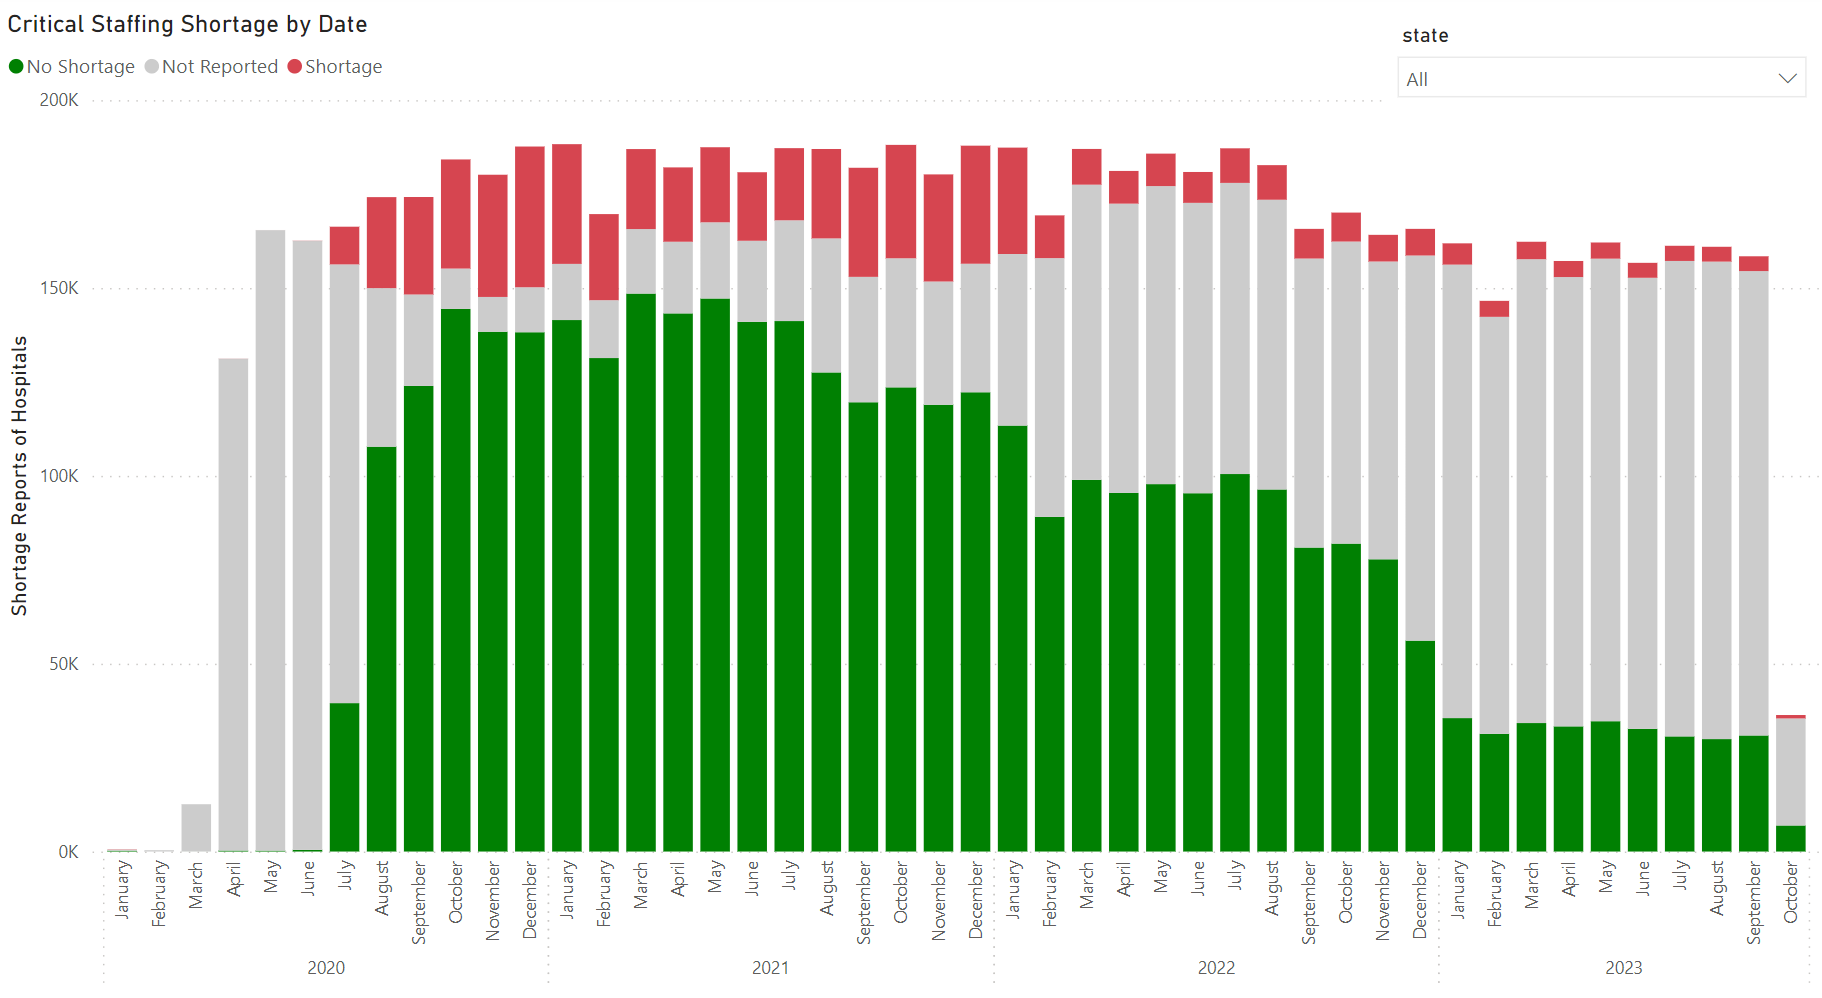 Critical Staffing Shortage by Date
No Shortage Not Reported Shortage
state
All
Shortage Reports of Hospitals
200K
150K
100K
50K
0K
January
February
March
April
May
June
July
August
September
October
November
December
January
February
March
April
May
June
July
August
September
October
November
December
January
February
March
April
May
June
July
August
September
October
November
December
January
February
March
April
May
June
July
August
September
October
2020 2021 2022 2023